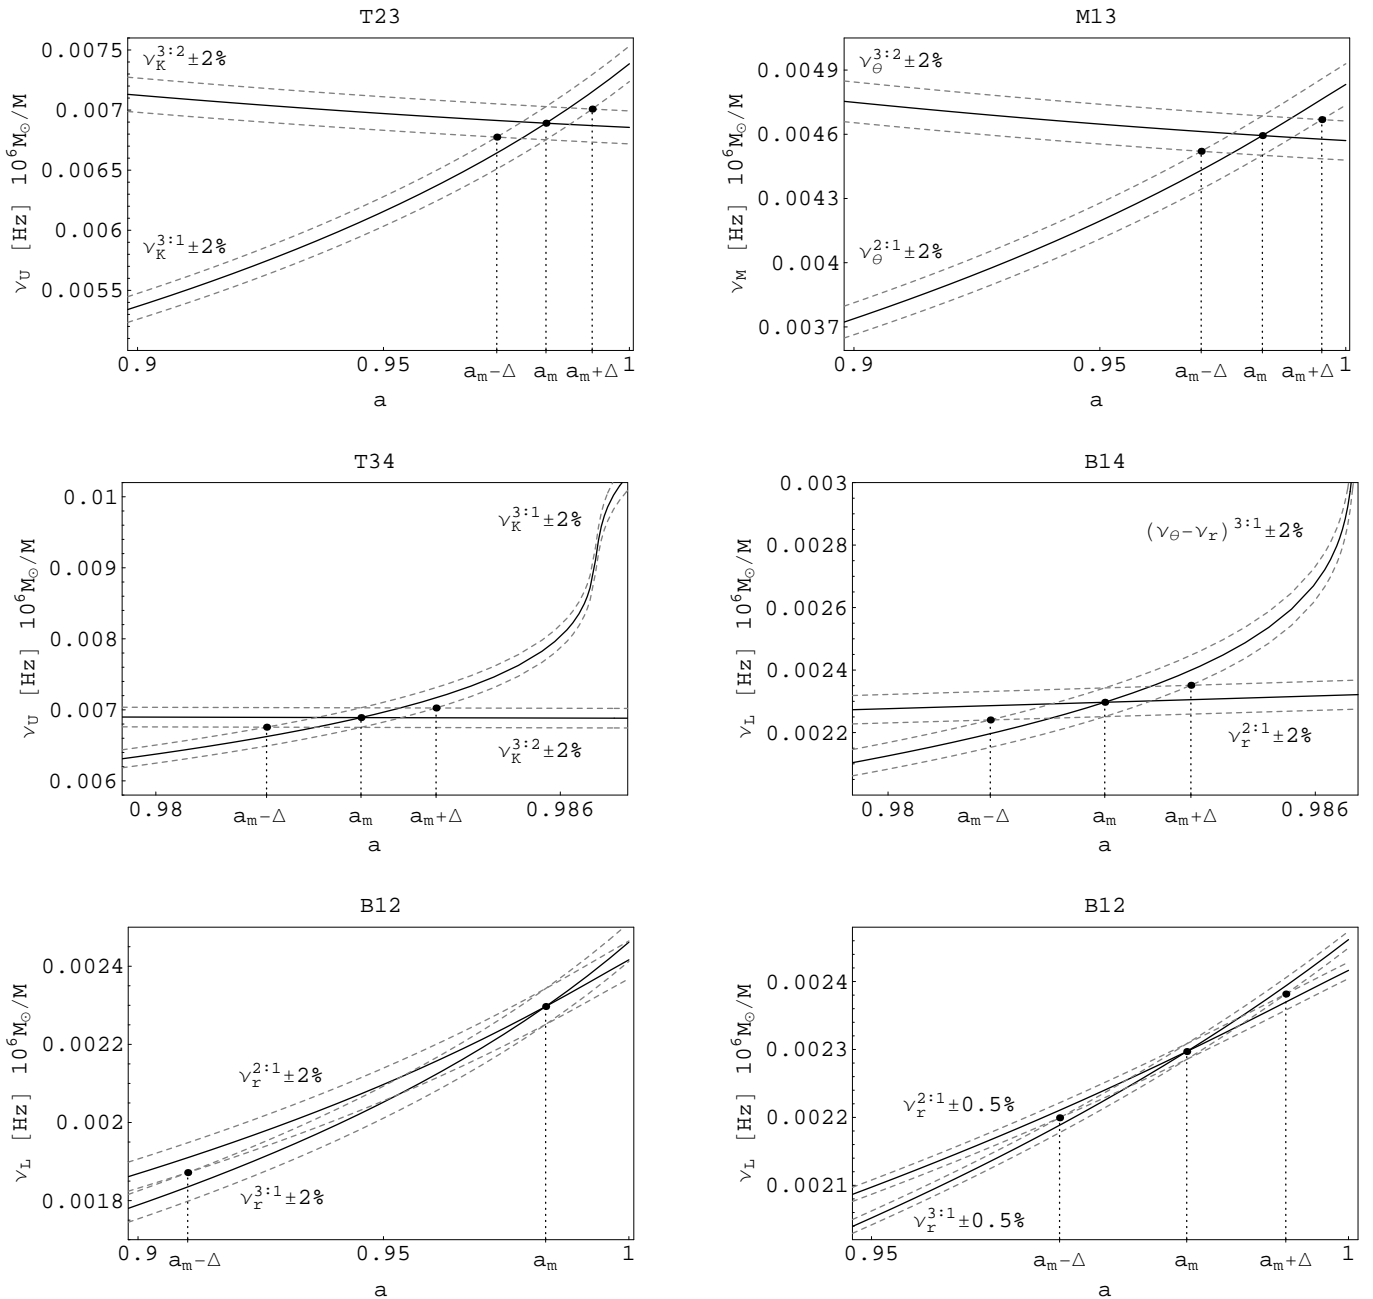 T23
ν_U [Hz] 10^6M_⊙/M
0.0075
0.007
0.0065
0.006
0.0055
ν_K^{3:2}±2%
ν_K^{3:1}±2%
0.9 0.95 1
a_m-Δ a_m a_m+Δ
a
M13
ν_M [Hz] 10^6M_⊙/M
0.0049
0.0046
0.0043
0.004
0.0037
ν_θ^{3:2}±2%
ν_θ^{2:1}±2%
0.9 0.95 1
a_m-Δ a_m a_m+Δ
a
T34
ν_U [Hz] 10^6M_⊙/M
0.01
0.009
0.008
0.007
0.006
ν_K^{3:1}±2%
ν_K^{3:2}±2%
0.98 0.986
a_m-Δ a_m a_m+Δ
a
B14
ν_L [Hz] 10^6M_⊙/M
0.003
0.0028
0.0026
0.0024
0.0022
(ν_θ-ν_r)^{3:1}±2%
ν_r^{2:1}±2%
0.98 0.986
a_m-Δ a_m a_m+Δ
a
B12
ν_L [Hz] 10^6M_⊙/M
0.0024
0.0022
0.002
0.0018
ν_r^{2:1}±2%
ν_r^{3:1}±2%
0.9 0.95 1
a_m-Δ a_m
a
B12
ν_L [Hz] 10^6M_⊙/M
0.0024
0.0023
0.0022
0.0021
ν_r^{2:1}±0.5%
ν_r^{3:1}±0.5%
0.95 1
a_m-Δ a_m a_m+Δ
a